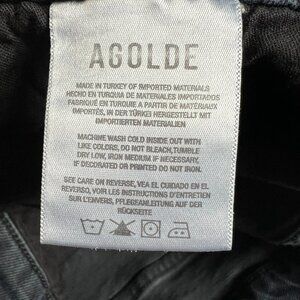 AGOLDE
MADE IN TURKEY OF IMPORTED MATERIALS
HECHO EN TURQUIA DE MATERIALES IMPORTADOS
FABRIQUÉ EN TURQUIE A PARTIR DE MATÉRIAUX
IMPORTÉS, IN DER TÜRKEI HERGESTELLT MIT
IMPORTIERTEN MATERIALIEN
MACHINE WASH COLD INSIDE OUT WITH
LIKE COLORS, DO NOT BLEACH, TUMBLE
DRY LOW, IRON MEDIUM IF NECESSARY,
IF DECORATED OR PRINTED DO NOT IRON.
SEE CARE ON REVERSE, VEA EL CUIDADO EN EL
REVERSO, VOIR LES INSTRUCTIONS D'ENTRETIEN
SUR L'ENVERS, PFLEGEANLEITUNG AUF DER
RÜCKSEITE